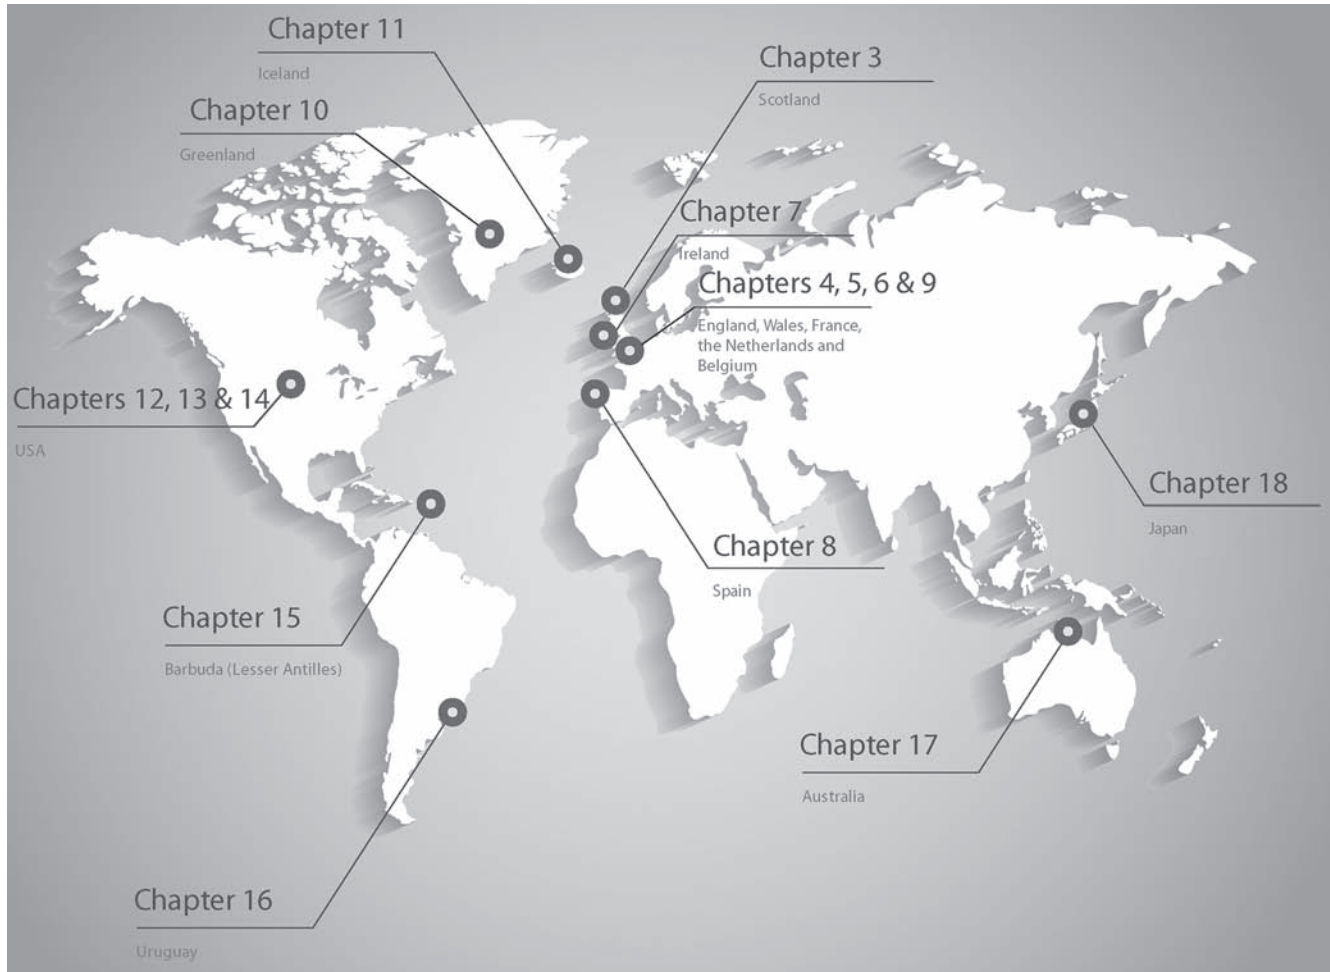 Chapter 11
Iceland
Chapter 3
Scotland
Chapter 10
Greenland
Chapter 7
Ireland
Chapters 4, 5, 6 & 9
England, Wales, France,
the Netherlands and
Belgium
Chapters 12, 13 & 14
USA
Chapter 18
Japan
Chapter 8
Spain
Chapter 15
Barbuda (Lesser Antilles)
Chapter 17
Australia
Chapter 16
Uruguay